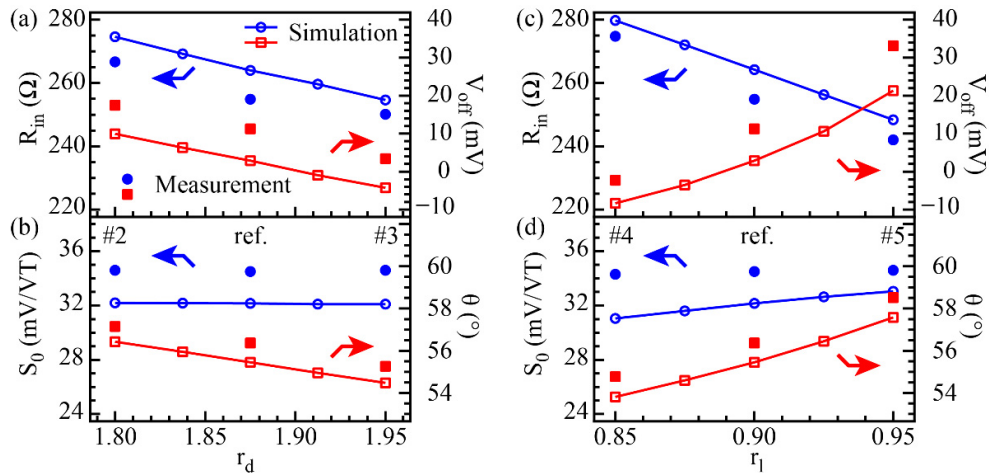 (a)
280
260
240
220
R_in (Ω)
Simulation
Measurement
40
30
20
10
0
−10
V_off (mV)
(c)
280
260
240
220
R_in (Ω)
40
30
20
10
0
−10
V_off (mV)
(b)
#2 ref. #3
36
32
28
24
S_0 (mV/VT)
60
58
56
54
θ (°)
1.80 1.85 1.90 1.95
r_d
(d)
#4 ref. #5
36
32
28
24
S_0 (mV/VT)
60
58
56
54
θ (°)
0.85 0.90 0.95
r_l